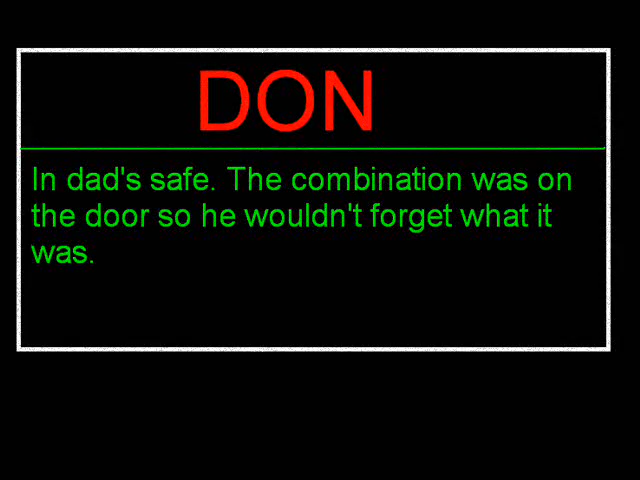 DON
In dad's safe. The combination was on
the door so he wouldn't forget what it
was.